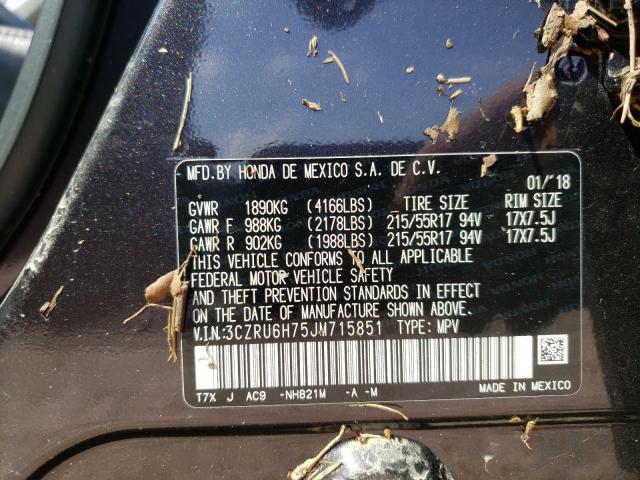 MFD.BY HONDA DE MEXICO S.A. DE C.V.
01/'18
GVWR 1890KG (4166LBS) TIRE SIZE RIM SIZE
GAWR F 988KG (2178LBS) 215/55R17 94V 17X7.5J
GAWR R 902KG (1988LBS) 215/55R17 94V 17X7.5J
THIS VEHICLE CONFORMS TO ALL APPLICABLE
FEDERAL MOTOR VEHICLE SAFETY
AND THEFT PREVENTION STANDARDS IN EFFECT
ON THE DATE OF MANUFACTURE SHOWN ABOVE.
V.I.N:3CZRU6H75JM715851 TYPE: MPV
T7X J AC9 -NH821M -A -M
MADE IN MEXICO